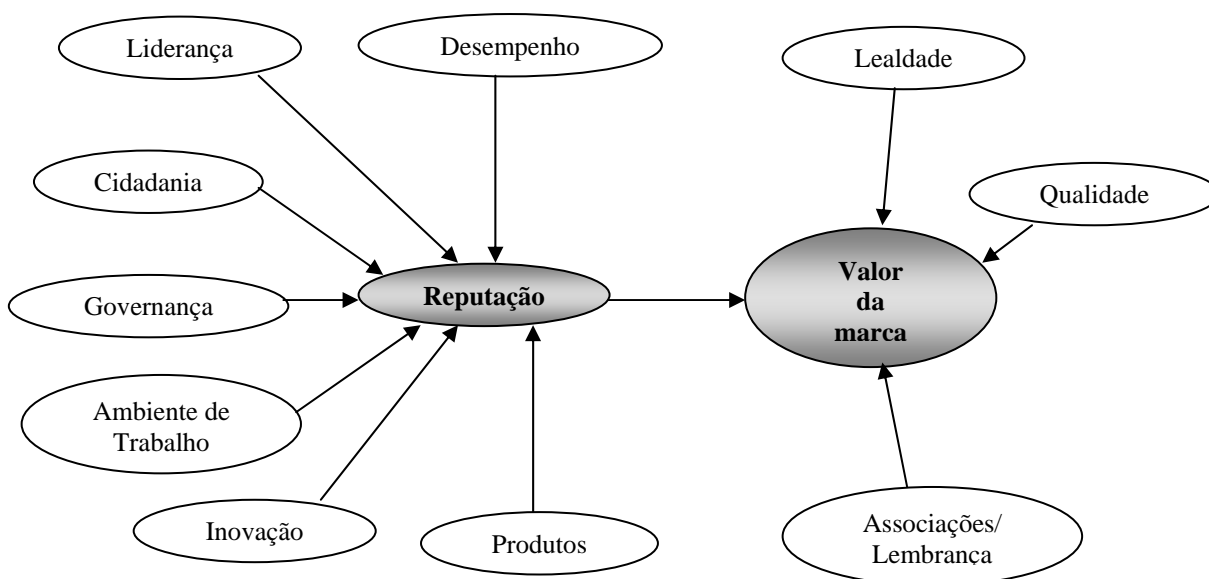 Liderança
Desempenho
Lealdade
Cidadania
Qualidade
Governança
Reputação
Valor
da
marca
Ambiente de
Trabalho
Inovação
Produtos
Associações/
Lembrança